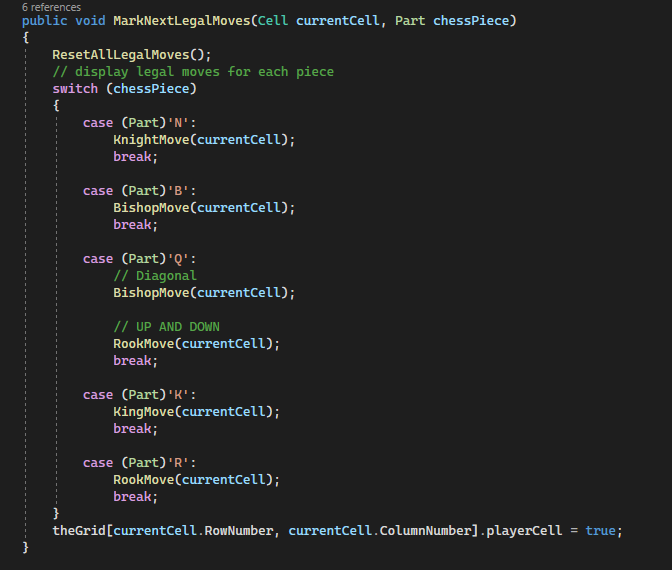 6 references
public void MarkNextLegalMoves(Cell currentCell, Part chessPiece)
{
    ResetAllLegalMoves();
    // display legal moves for each piece
    switch (chessPiece)
    {
        case (Part)'N':
            KnightMove(currentCell);
            break;

        case (Part)'B':
            BishopMove(currentCell);
            break;

        case (Part)'Q':
            // Diagonal
            BishopMove(currentCell);

            // UP AND DOWN
            RookMove(currentCell);
            break;

        case (Part)'K':
            KingMove(currentCell);
            break;

        case (Part)'R':
            RookMove(currentCell);
            break;
    }
    theGrid[currentCell.RowNumber, currentCell.ColumnNumber].playerCell = true;
}